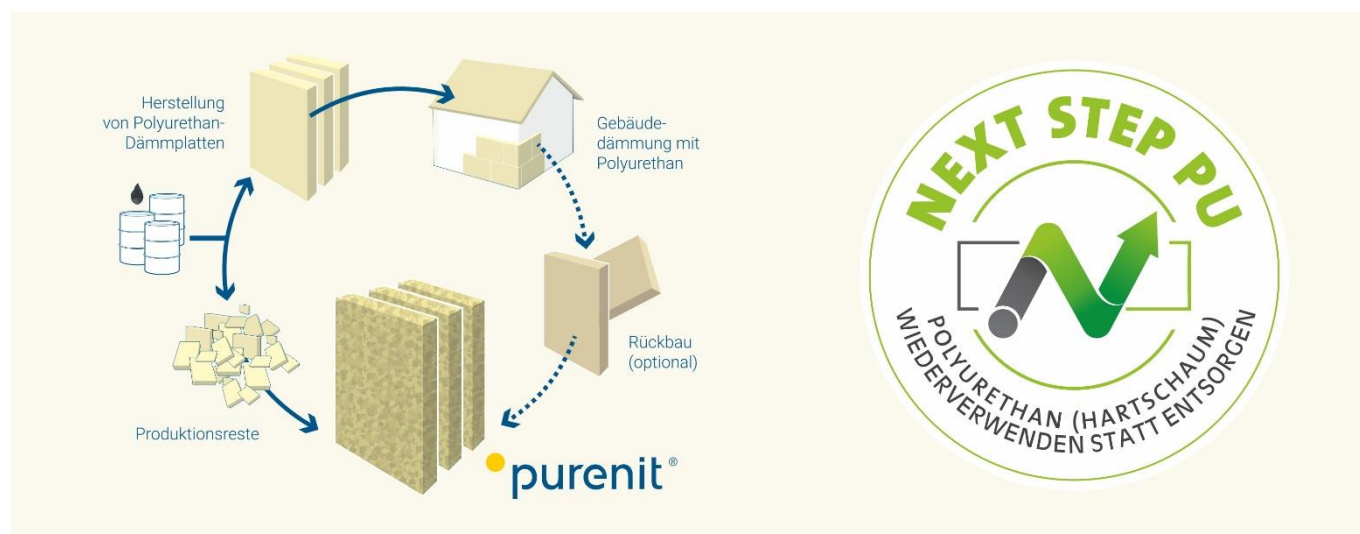 Herstellung
von Polyurethan-
Dämmplatten
Gebäude-
dämmung mit
Polyurethan
Rückbau
(optional)
Produktionsreste
purenit®
NEXT STEP PU
POLYURETHAN (HARTSCHAUM)
WIEDERVERWENDEN STATT ENTSORGEN